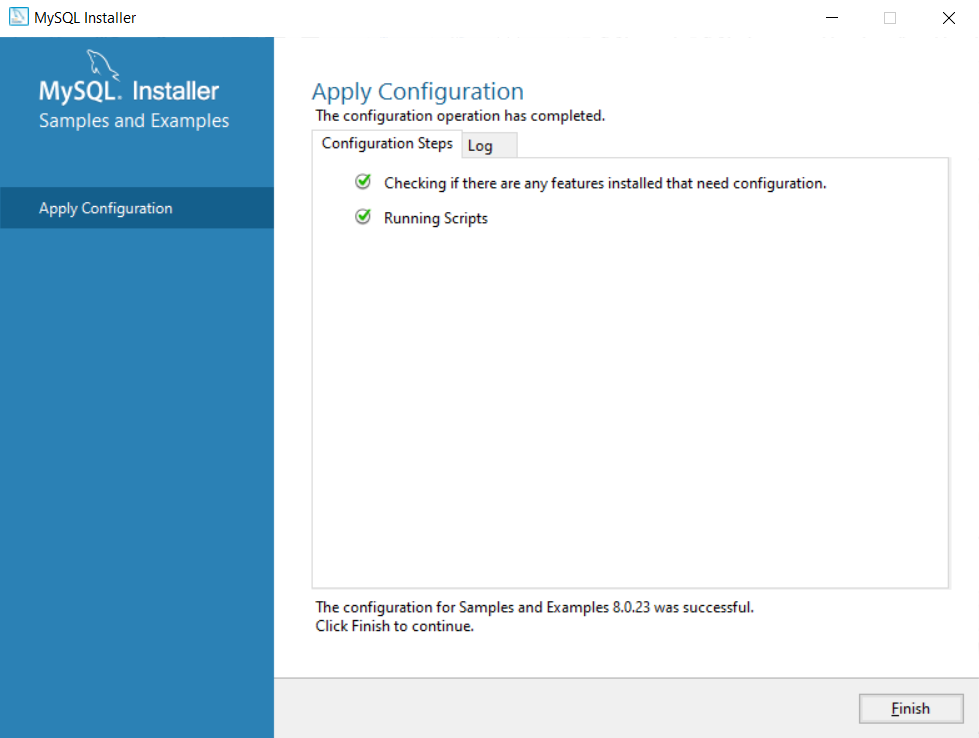 MySQL Installer
MySQL. Installer
Samples and Examples
Apply Configuration
Apply Configuration
The configuration operation has completed.
Configuration Steps
Log
Checking if there are any features installed that need configuration.
Running Scripts
The configuration for Samples and Examples 8.0.23 was successful.
Click Finish to continue.
Finish